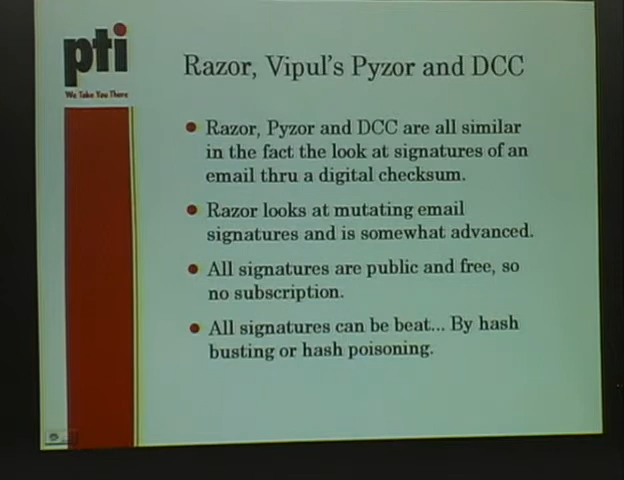 pti
We Take You There
Razor, Vipul's Pyzor and DCC
Razor, Pyzor and DCC are all similar
in the fact the look at signatures of an
email thru a digital checksum.
Razor looks at mutating email
signatures and is somewhat advanced.
All signatures are public and free, so
no subscription.
All signatures can be beat... By hash
busting or hash poisoning.